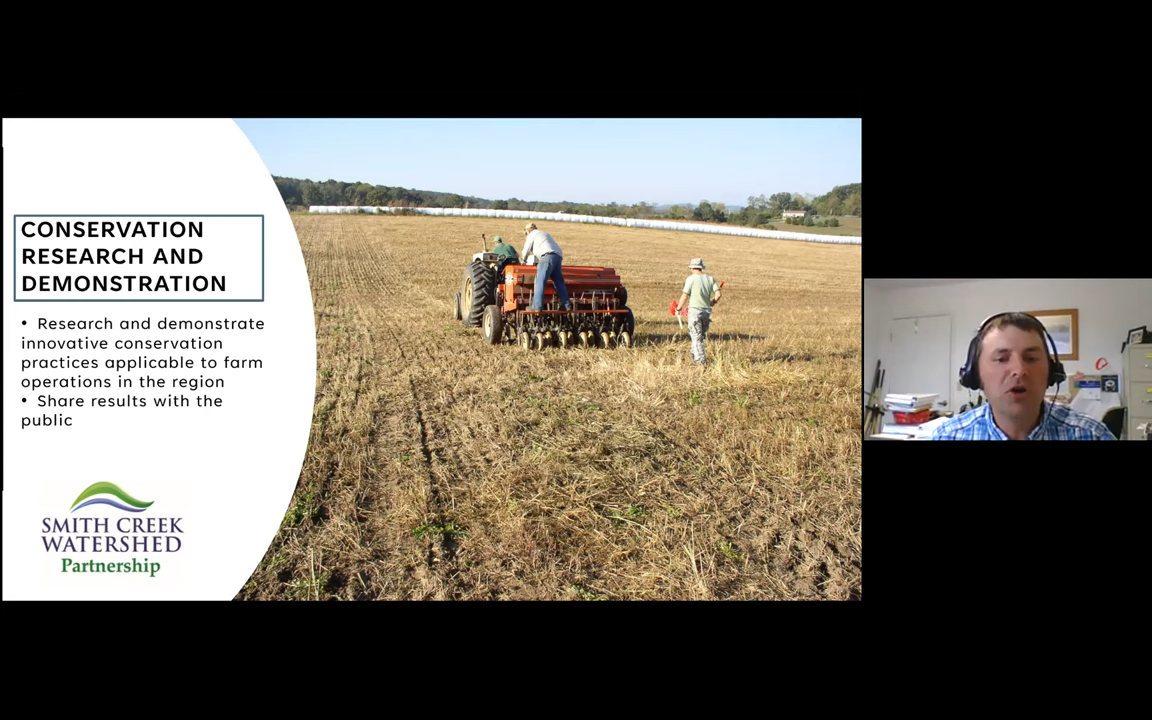 CONSERVATION
RESEARCH AND
DEMONSTRATION
• Research and demonstrate
innovative conservation
practices applicable to farm
operations in the region
• Share results with the
public
SMITH CREEK
WATERSHED
Partnership